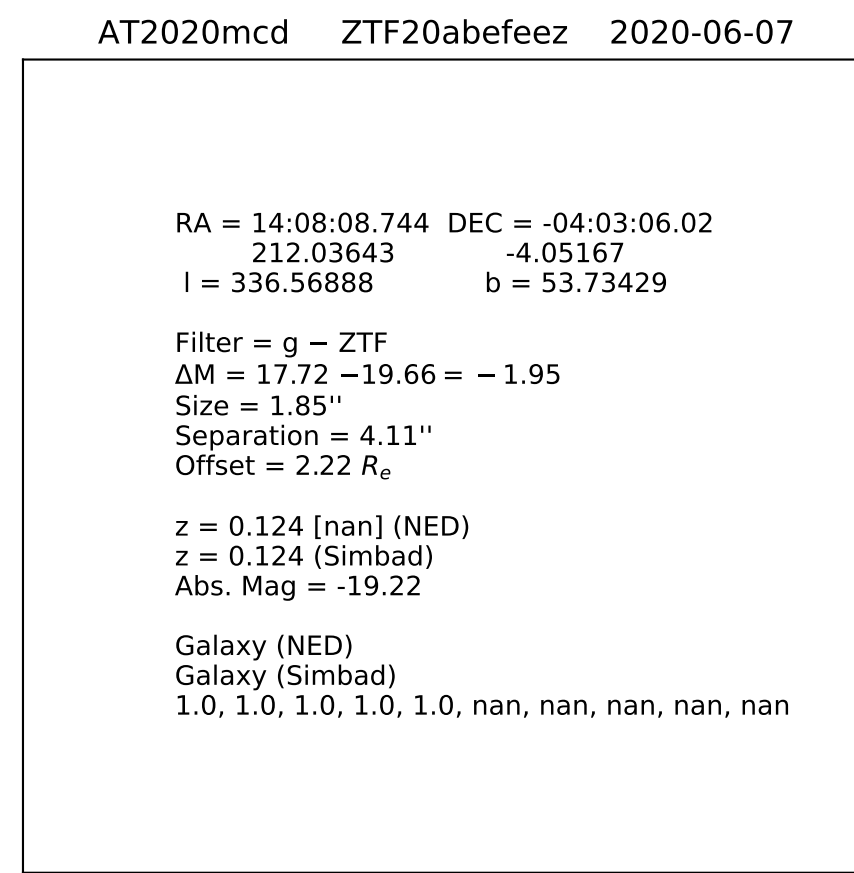 AT2020mcd ZTF20abefeez 2020-06-07
RA = 14:08:08.744 DEC = -04:03:06.02
212.03643 -4.05167
l = 336.56888 b = 53.73429
Filter = g − ZTF
ΔM = 17.72 −19.66 = − 1.95
Size = 1.85''
Separation = 4.11''
Offset = 2.22 Re
z = 0.124 [nan] (NED)
z = 0.124 (Simbad)
Abs. Mag = -19.22
Galaxy (NED)
Galaxy (Simbad)
1.0, 1.0, 1.0, 1.0, 1.0, nan, nan, nan, nan, nan